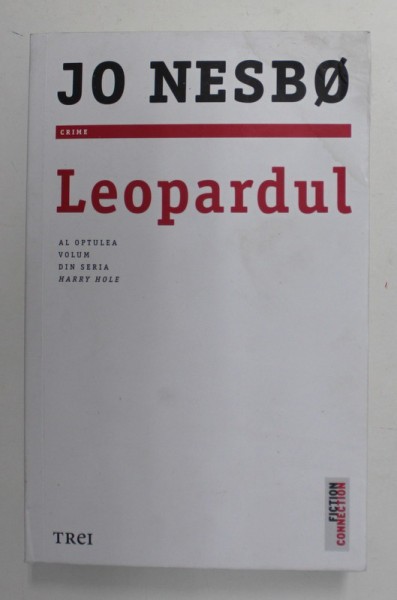 JO NESBØ
CRIME
Leopardul
AL OPTULEA
VOLUM
DIN SERIA
HARRY HOLE
FICTION
CONNECTION
TREI